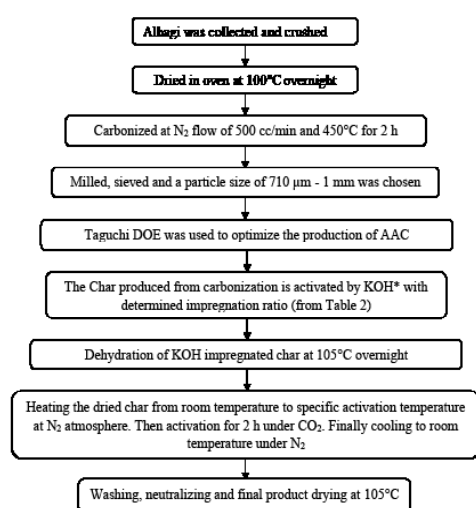 Alhagi was collected and crushed
Dried in oven at 100°C overnight
Carbonized at N₂ flow of 500 cc/min and 450°C for 2 h
Milled, sieved and a particle size of 710 µm - 1 mm was chosen
Taguchi DOE was used to optimize the production of AAC
The Char produced from carbonization is activated by KOH* with
determined impregnation ratio (from Table 2)
Dehydration of KOH impregnated char at 105°C overnight
Heating the dried char from room temperature to specific activation temperature
at N₂ atmosphere. Then activation for 2 h under CO₂. Finally cooling to room
temperature under N₂
Washing, neutralizing and final product drying at 105°C